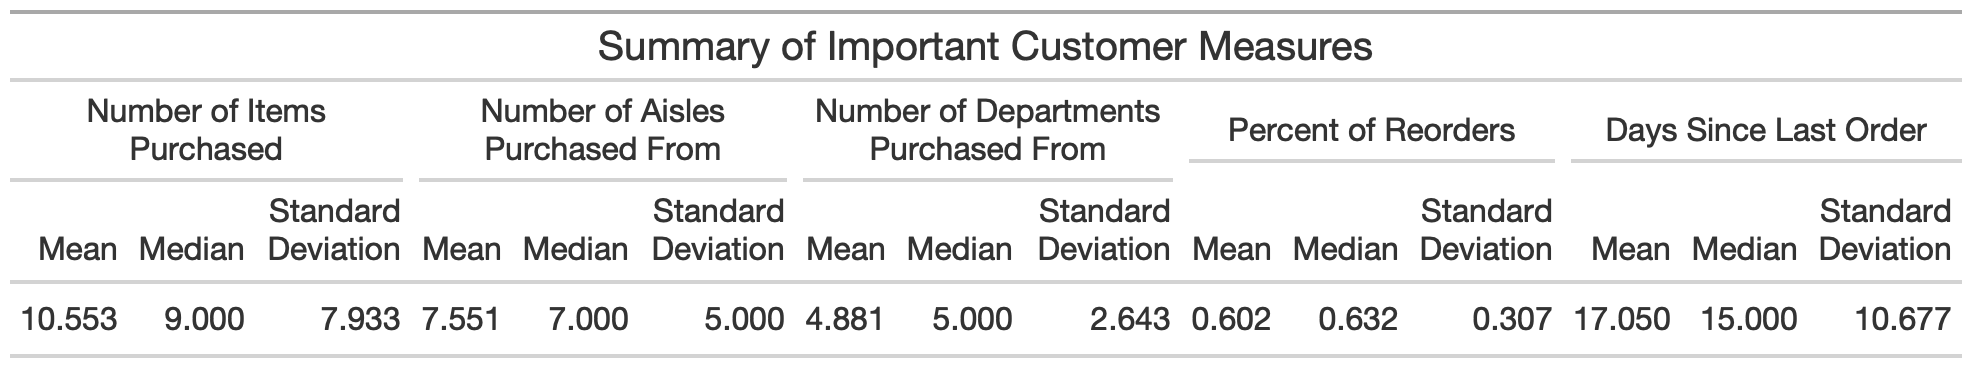 Summary of Important Customer Measures
Number of Items Purchased
Number of Aisles Purchased From
Number of Departments Purchased From
Percent of Reorders
Days Since Last Order
Mean Median Standard Deviation Mean Median Standard Deviation Mean Median Standard Deviation Mean Median Standard Deviation Mean Median Standard Deviation
10.553 9.000 7.933 7.551 7.000 5.000 4.881 5.000 2.643 0.602 0.632 0.307 17.050 15.000 10.677